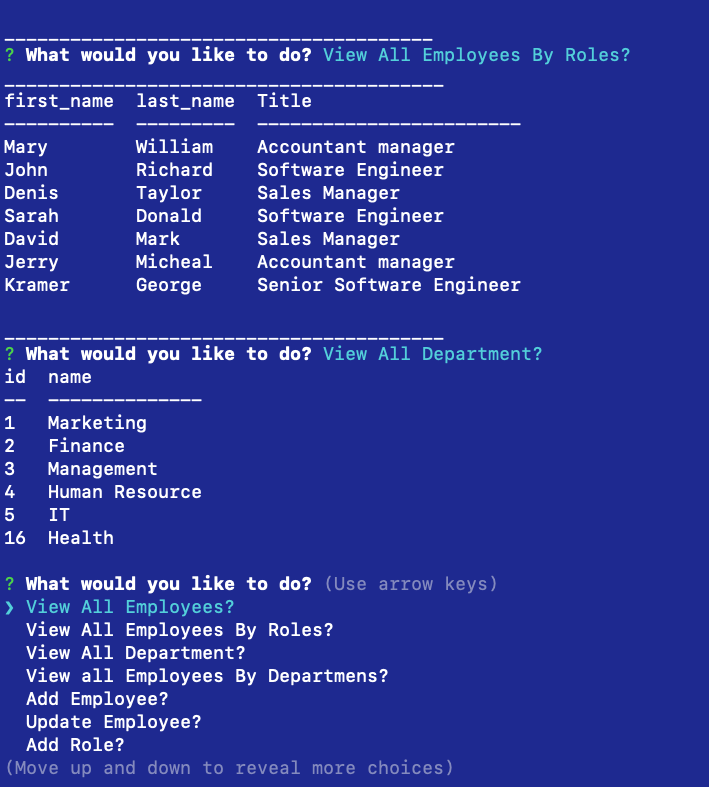 _______________________________________
? What would you like to do? View All Employees By Roles?
________________________________________
first_name  last_name  Title
----------  ---------  ------------------------
Mary        William    Accountant manager
John        Richard    Software Engineer
Denis       Taylor     Sales Manager
Sarah       Donald     Software Engineer
David       Mark       Sales Manager
Jerry       Micheal    Accountant manager
Kramer      George     Senior Software Engineer
________________________________________
? What would you like to do? View All Department?
id  name
--  --------------
1   Marketing
2   Finance
3   Management
4   Human Resource
5   IT
16  Health
? What would you like to do? (Use arrow keys)
❯ View All Employees?
  View All Employees By Roles?
  View All Department?
  View all Employees By Departmens?
  Add Employee?
  Update Employee?
  Add Role?
(Move up and down to reveal more choices)